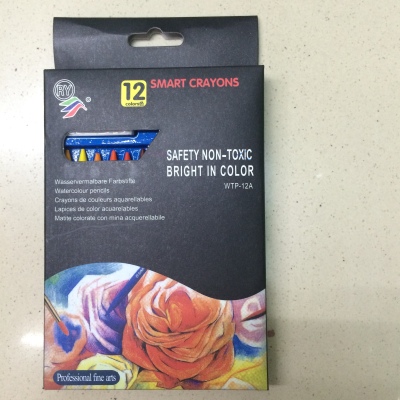 RY
12
colors
SMART CRAYONS
SAFETY NON-TOXIC
BRIGHT IN COLOR
WTP-12A
Wasservermalbare Farbstifte
Watercolour pencils
Crayons de couleurs aquarellables
Lapices de color acuarelables
Matite colorate con mina acquerellabile
Professional fine arts